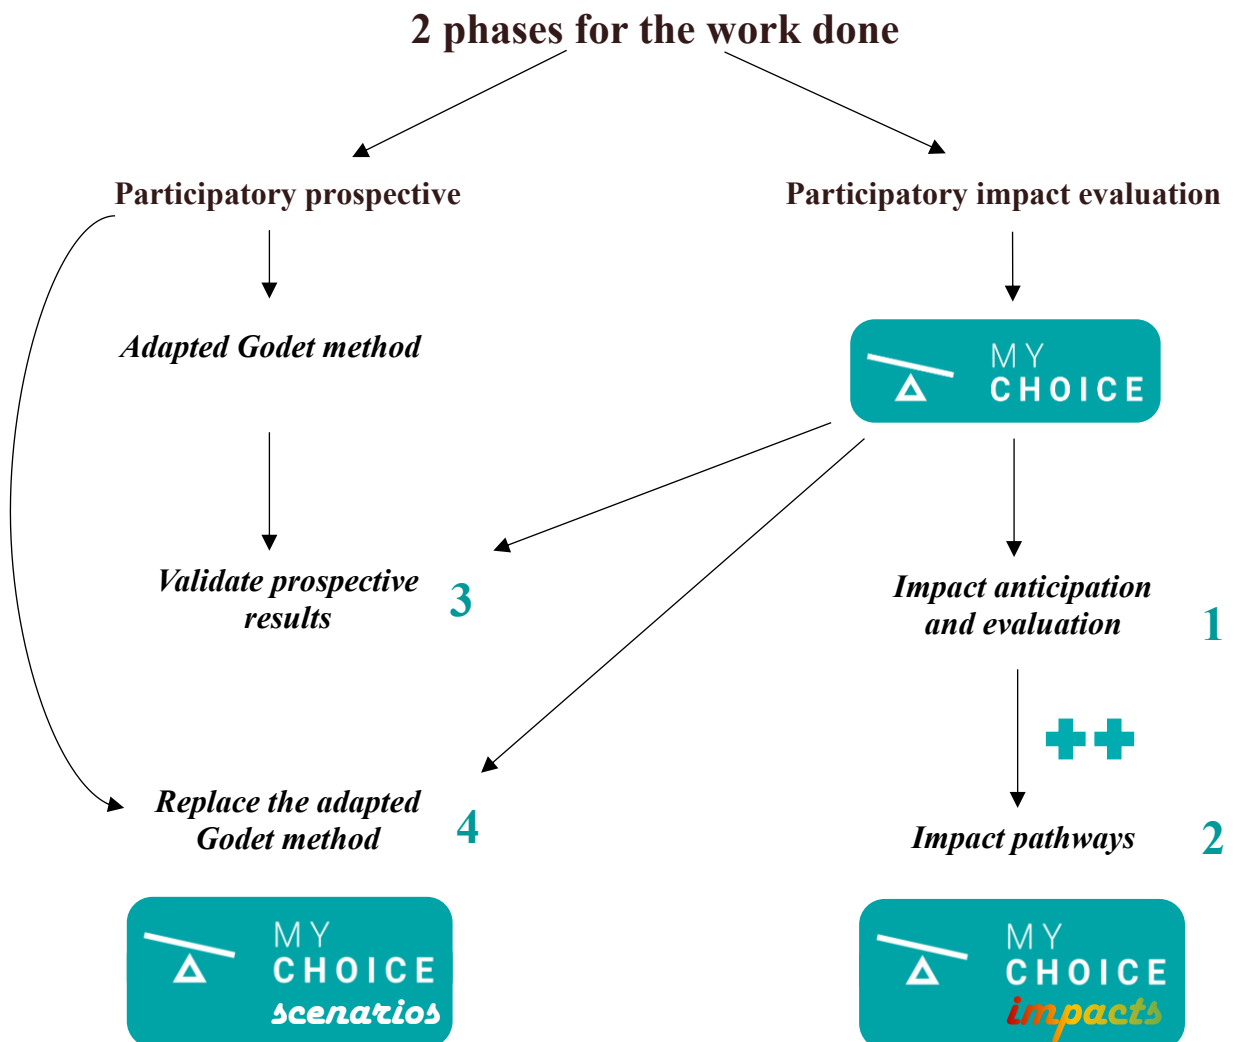 2 phases for the work done
Participatory prospective
Participatory impact evaluation
Adapted Godet method
MY
CHOICE
Validate prospective
results
3
Impact anticipation
and evaluation
1
Replace the adapted
Godet method
4
Impact pathways
2
MY
CHOICE
scenarios
MY
CHOICE
impacts